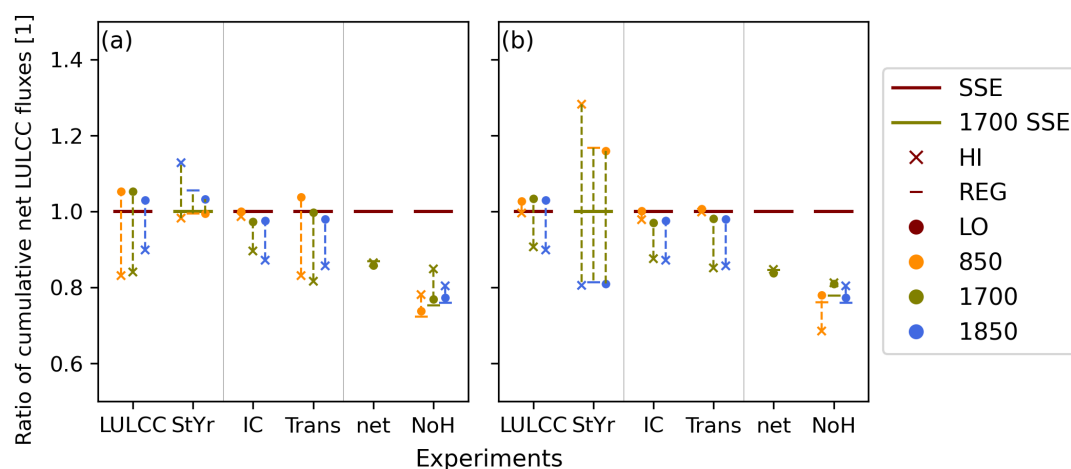 Ratio of cumulative net LULCC fluxes [1]
(a)
1.4
1.2
1.0
0.8
0.6
LULCC StYr IC Trans net NoH
(b)
LULCC StYr IC Trans net NoH
Experiments
SSE
1700 SSE
HI
REG
LO
850
1700
1850